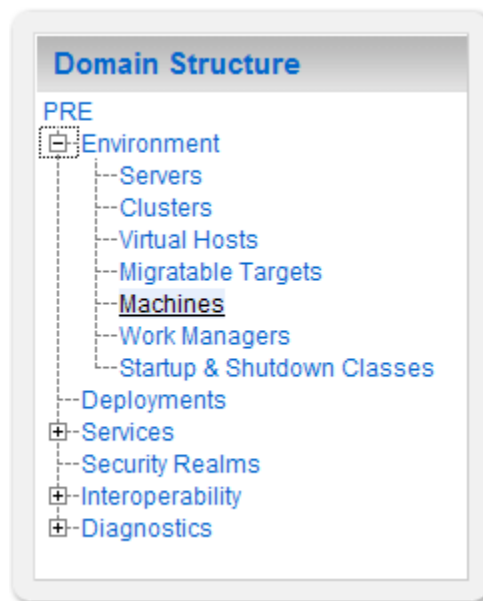 Domain Structure
PRE
Environment
Servers
Clusters
Virtual Hosts
Migratable Targets
Machines
Work Managers
Startup & Shutdown Classes
Deployments
Services
Security Realms
Interoperability
Diagnostics